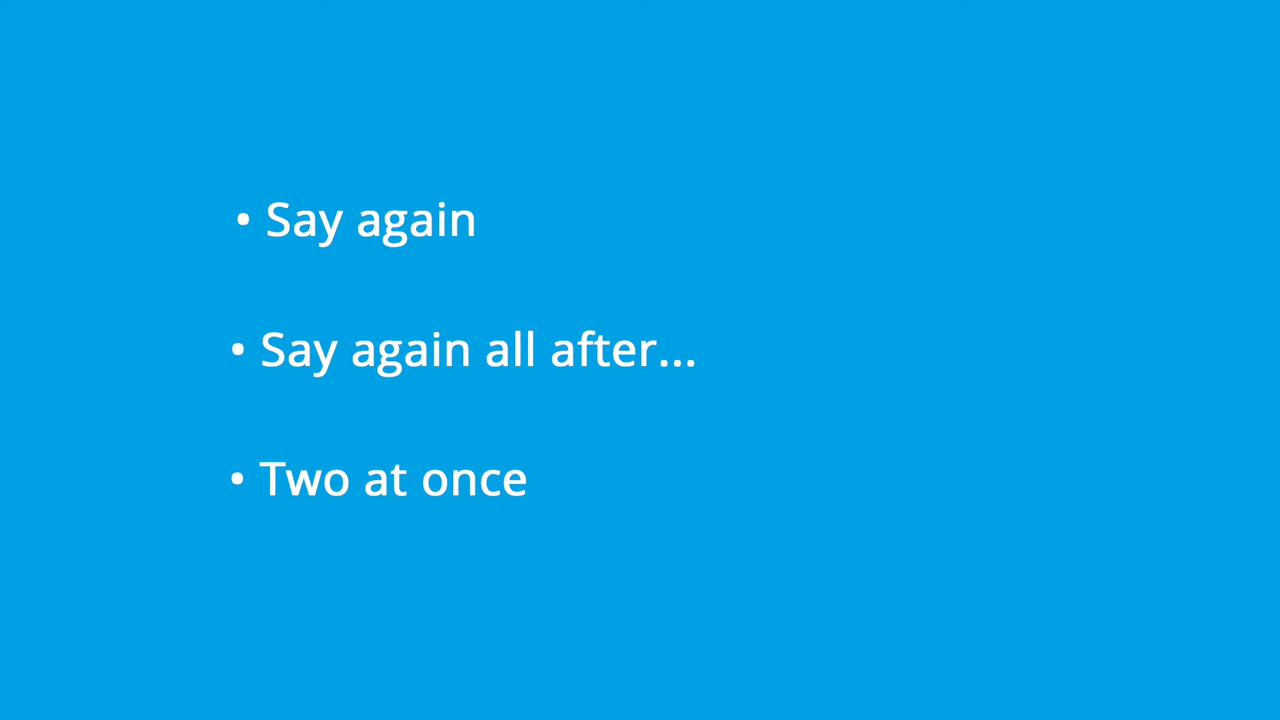 • Say again
• Say again all after...
• Two at once